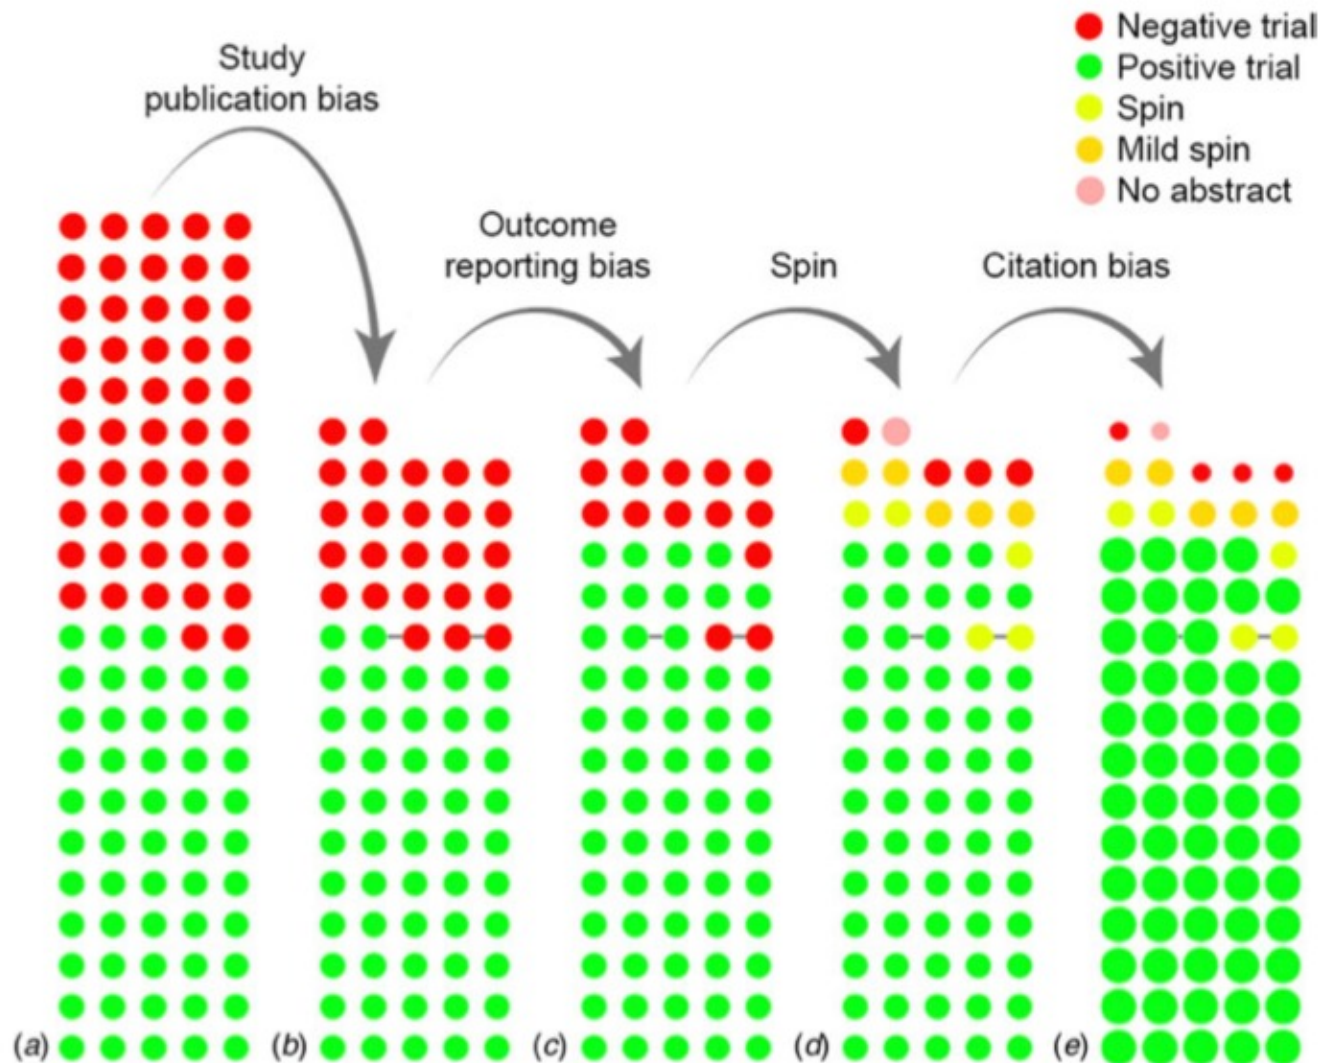 Negative trial
Positive trial
Spin
Mild spin
No abstract
Study
publication bias
Outcome
reporting bias
Spin
Citation bias
(a)
(b)
(c)
(d)
(e)